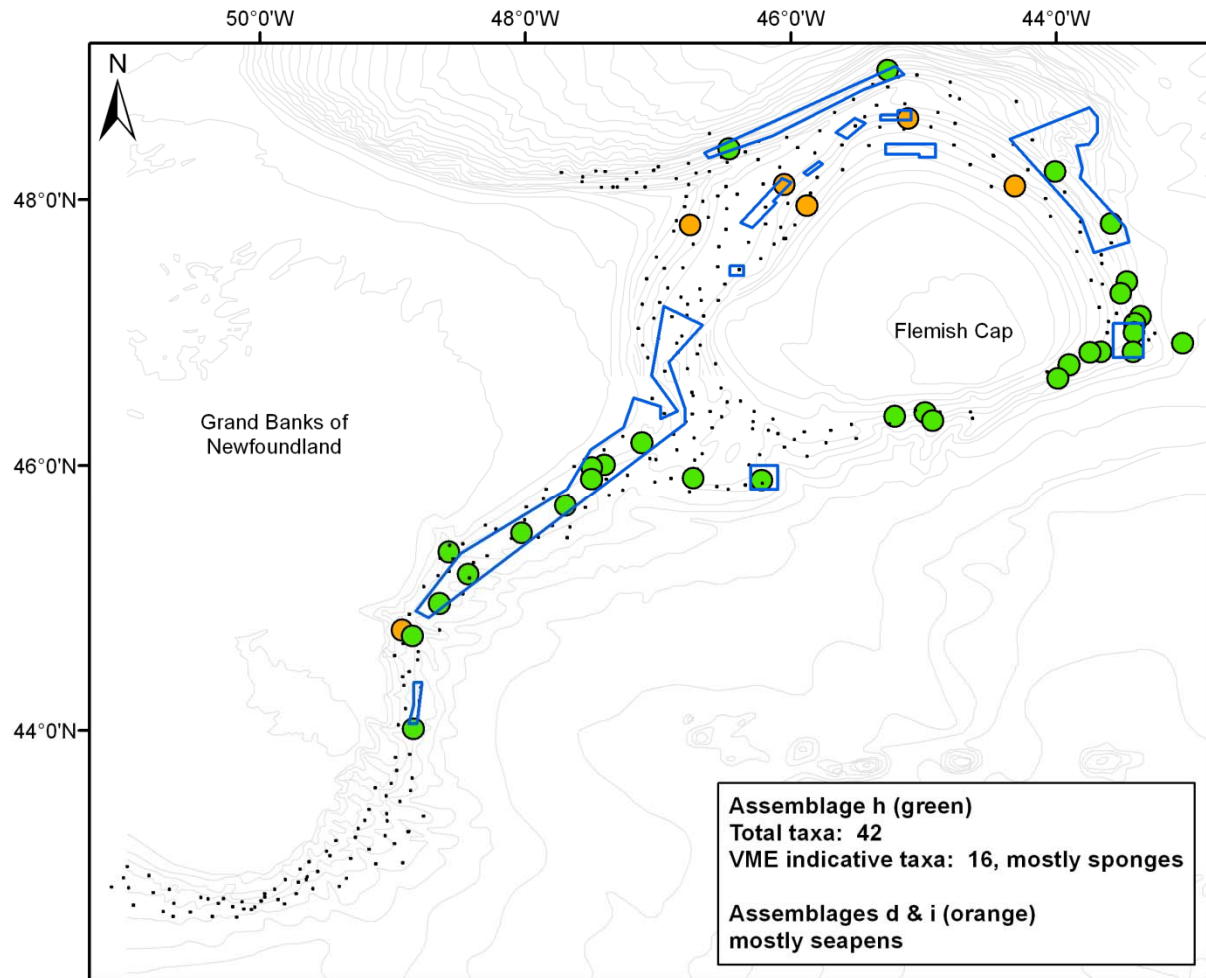 50°0'W 48°0'W 46°0'W 44°0'W
N
48°0'N
Flemish Cap
Grand Banks of
Newfoundland
46°0'N
44°0'N
Assemblage h (green)
Total taxa: 42
VME indicative taxa: 16, mostly sponges
Assemblages d & i (orange)
mostly seapens